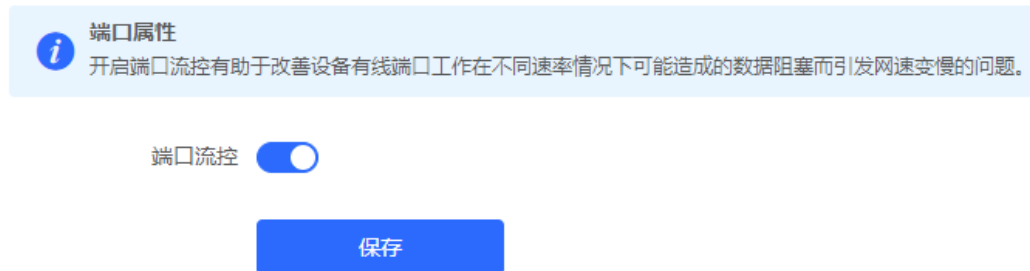 端口属性
开启端口流控有助于改善设备有线端口工作在不同速率情况下可能造成的数据阻塞而引发网速变慢的问题。
端口流控
保存